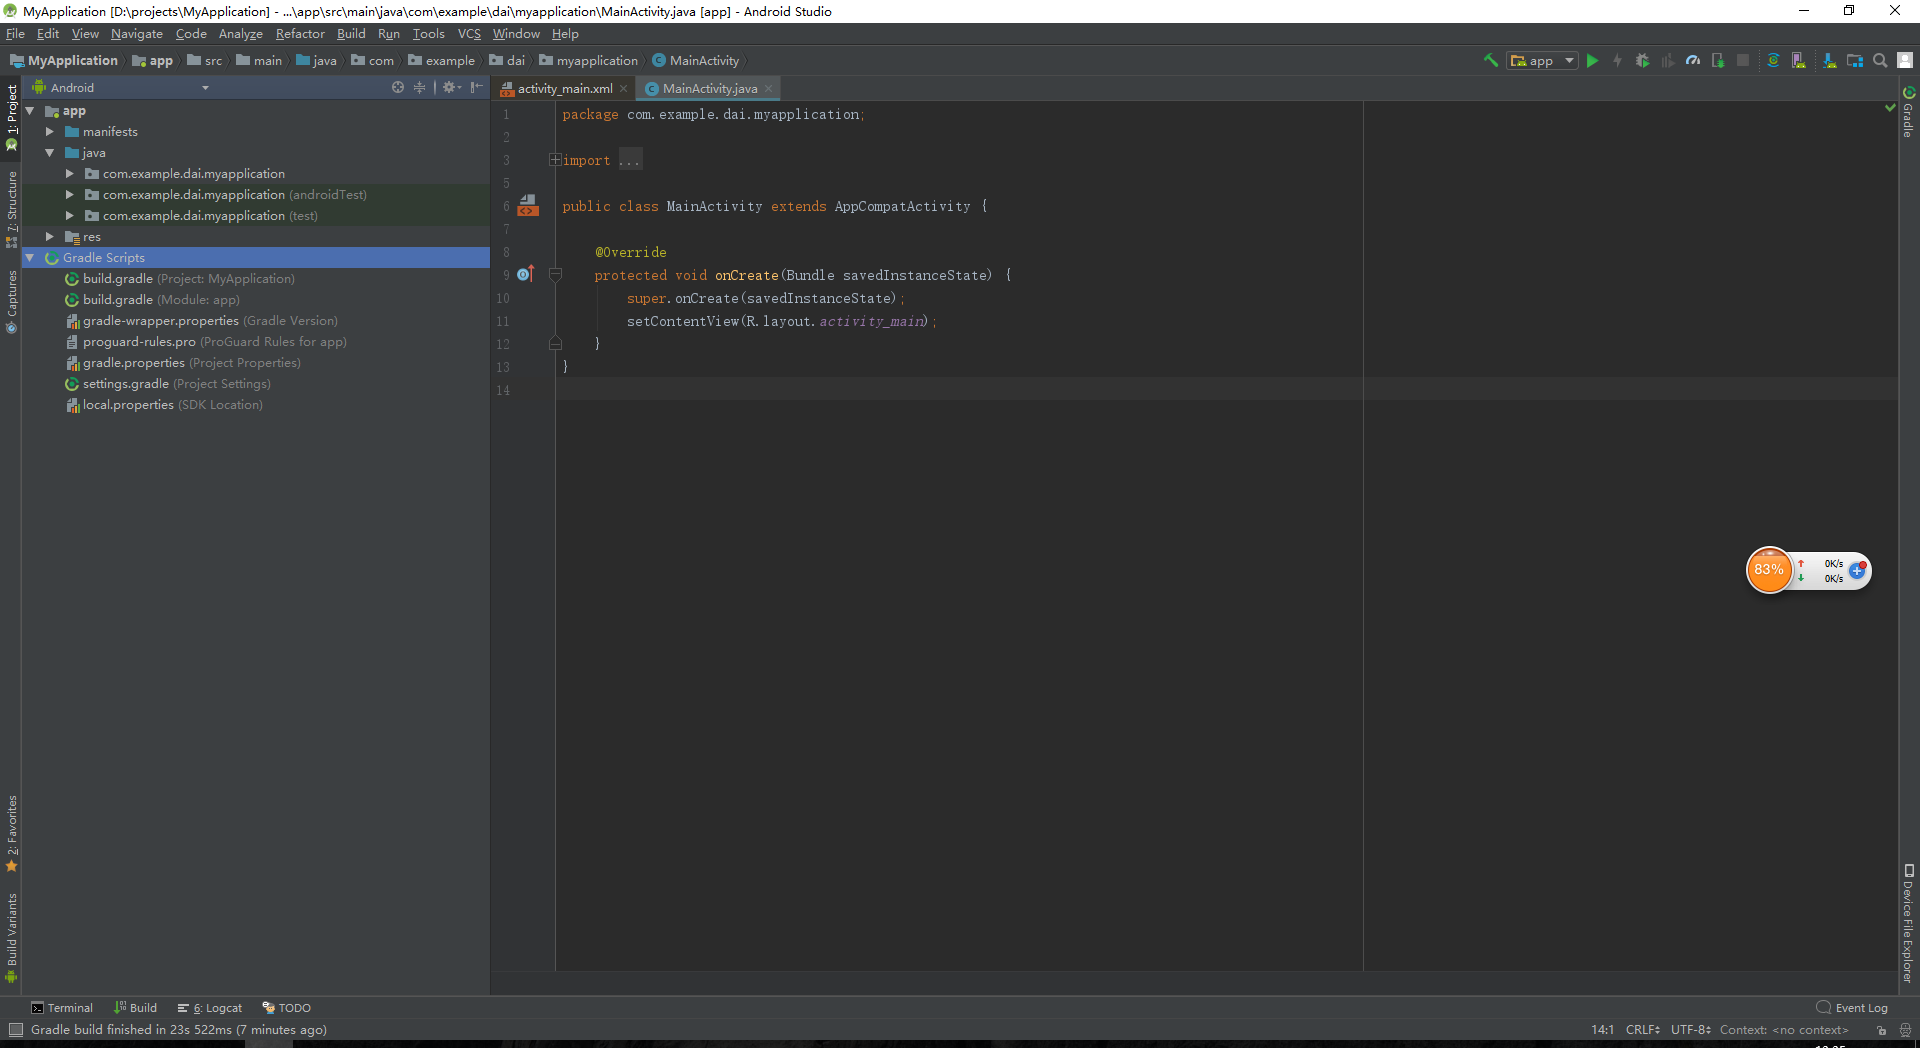 MyApplication [D:\projects\MyApplication] - ...\app\src\main\java\com\example\dai\myapplication\MainActivity.java [app] - Android Studio
File Edit View Navigate Code Analyze Refactor Build Run Tools VCS Window Help
MyApplication app src main java com example dai myapplication MainActivity app
Android
activity_main.xml MainActivity.java
1: Project
7: Structure
Captures
2: Favorites
Build Variants
app
manifests
java
com.example.dai.myapplication
com.example.dai.myapplication (androidTest)
com.example.dai.myapplication (test)
res
Gradle Scripts
build.gradle (Project: MyApplication)
build.gradle (Module: app)
gradle-wrapper.properties (Gradle Version)
proguard-rules.pro (ProGuard Rules for app)
gradle.properties (Project Properties)
settings.gradle (Project Settings)
local.properties (SDK Location)
1 package com.example.dai.myapplication;
2
3 import ...
5
6 public class MainActivity extends AppCompatActivity {
7
8 @Override
9 protected void onCreate(Bundle savedInstanceState) {
10 super.onCreate(savedInstanceState);
11 setContentView(R.layout.activity_main);
12 }
13 }
14
Gradle
Device File Explorer
83%
0K/s
0K/s
Terminal Build 6: Logcat TODO Event Log
Gradle build finished in 23s 522ms (7 minutes ago) 14:1 CRLF UTF-8 Context: <no context>